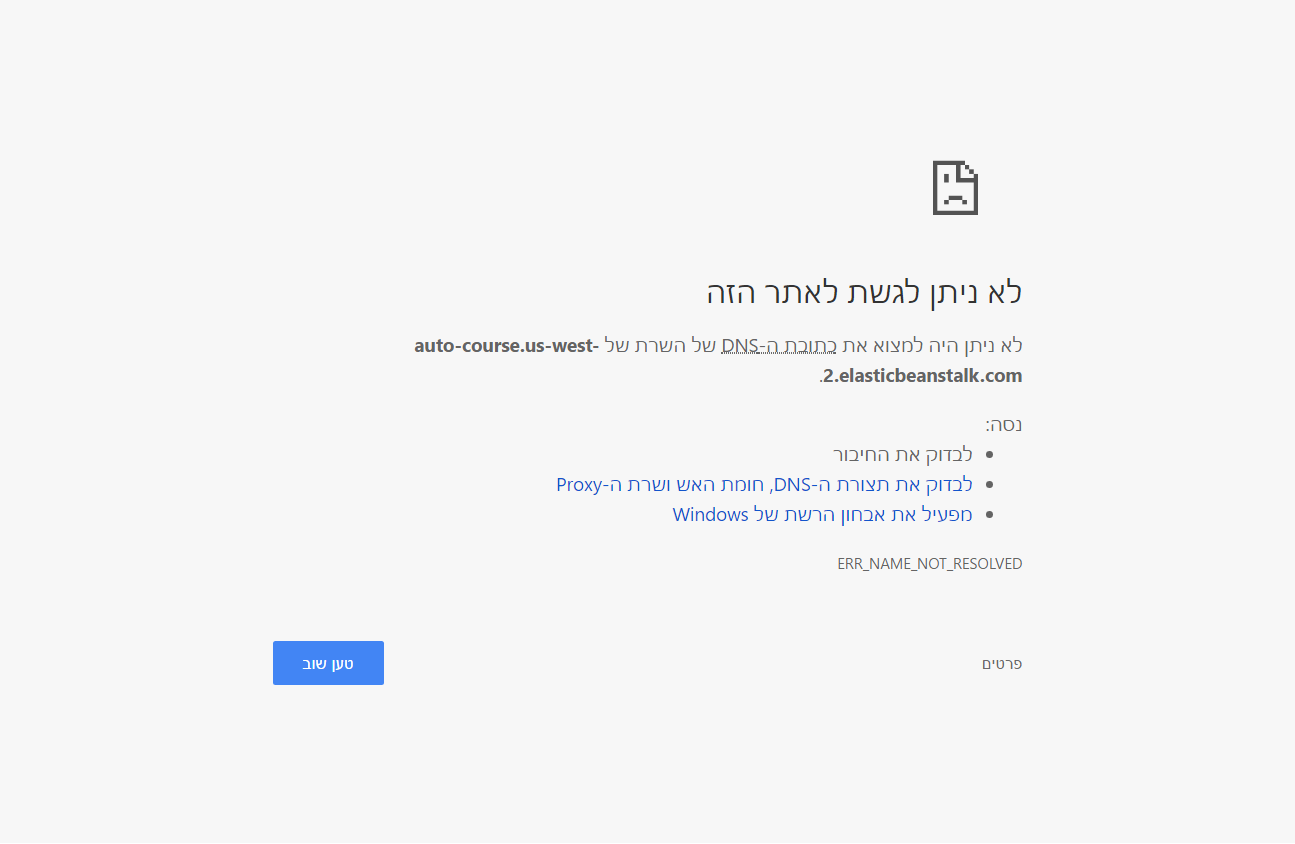 לא ניתן לגשת לאתר הזה
לא ניתן היה למצוא את כתובת ה-DNS של השרת של auto-course.us-west-
2.elasticbeanstalk.com.
נסה:
• לבדוק את החיבור
• לבדוק את תצורת ה-DNS, חומת האש ושרת ה-Proxy
• מפעיל את אבחון הרשת של Windows
ERR_NAME_NOT_RESOLVED
פרטים
טען שוב